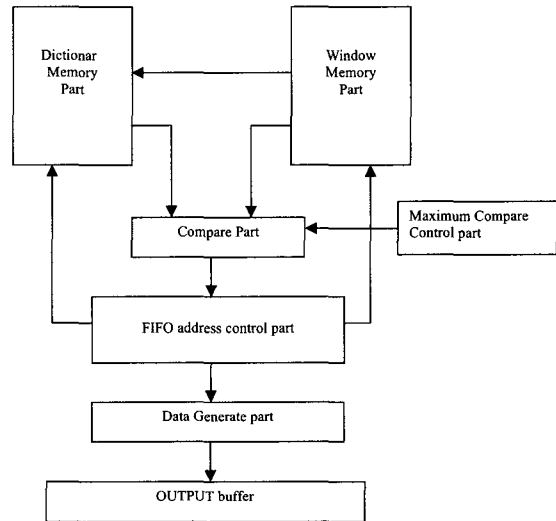 Dictionar
Memory
Part
Window
Memory
Part
Compare Part
Maximum Compare
Control part
FIFO address control part
Data Generate part
OUTPUT buffer